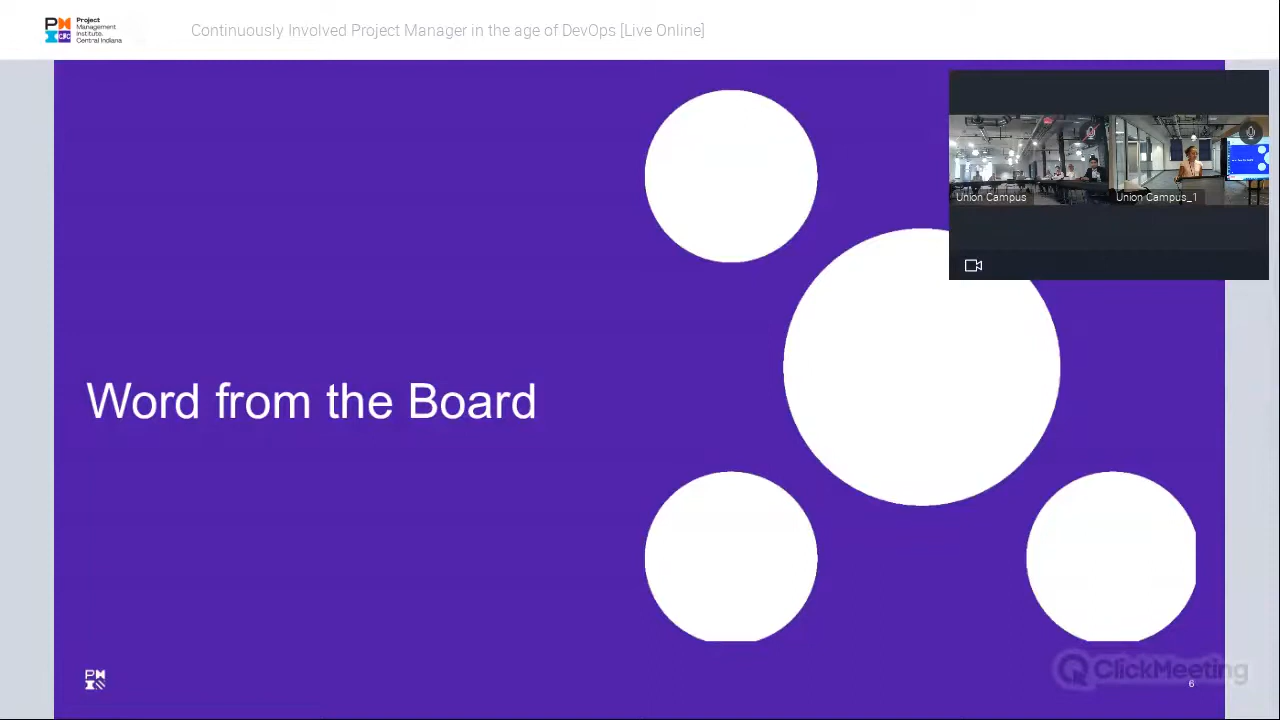 Project
Management
Institute.
Central Indiana
Continuously Involved Project Manager in the age of DevOps [Live Online]
Union Campus
Union Campus_1
Word from the Board
ClickMeeting
6